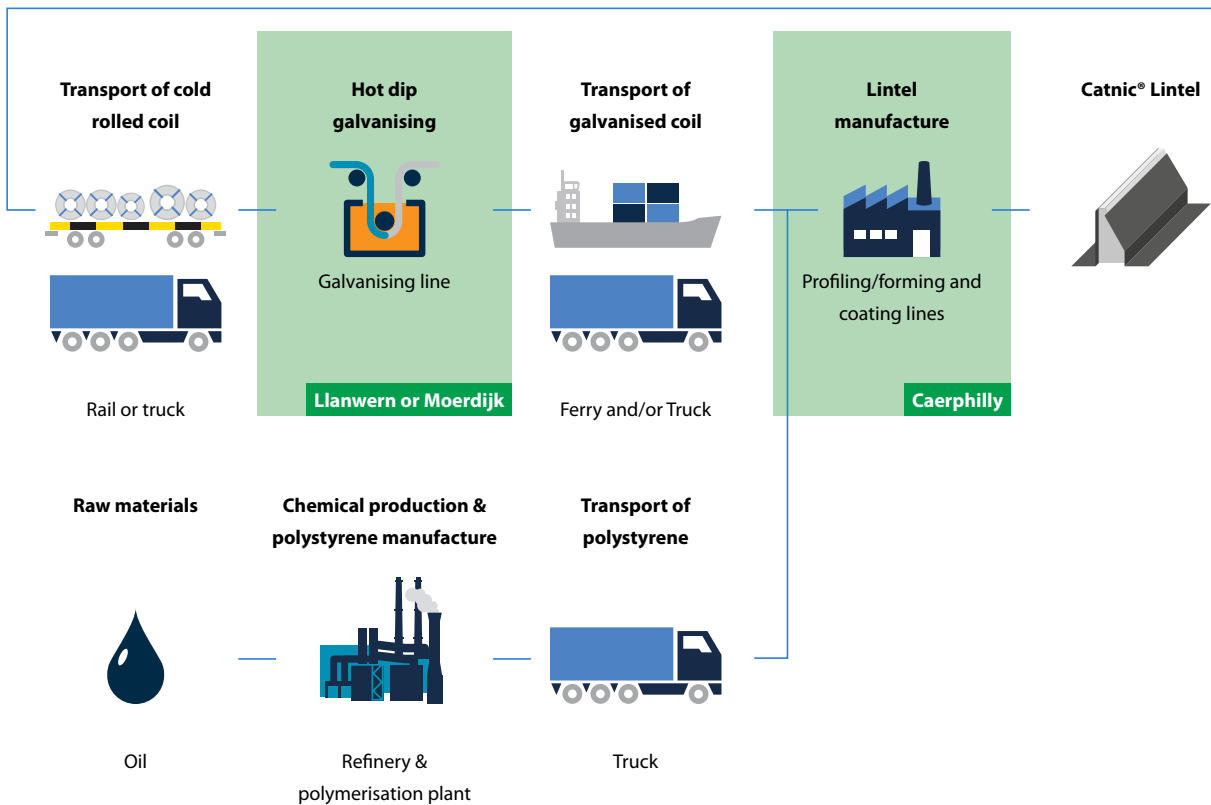 Transport of cold
rolled coil
Hot dip
galvanising
Transport of
galvanised coil
Lintel
manufacture
Catnic® Lintel
Galvanising line
Profiling/forming and
coating lines
Rail or truck
Llanwern or Moerdijk
Ferry and/or Truck
Caerphilly
Raw materials
Chemical production &
polystyrene manufacture
Transport of
polystyrene
Oil
Refinery &
polymerisation plant
Truck